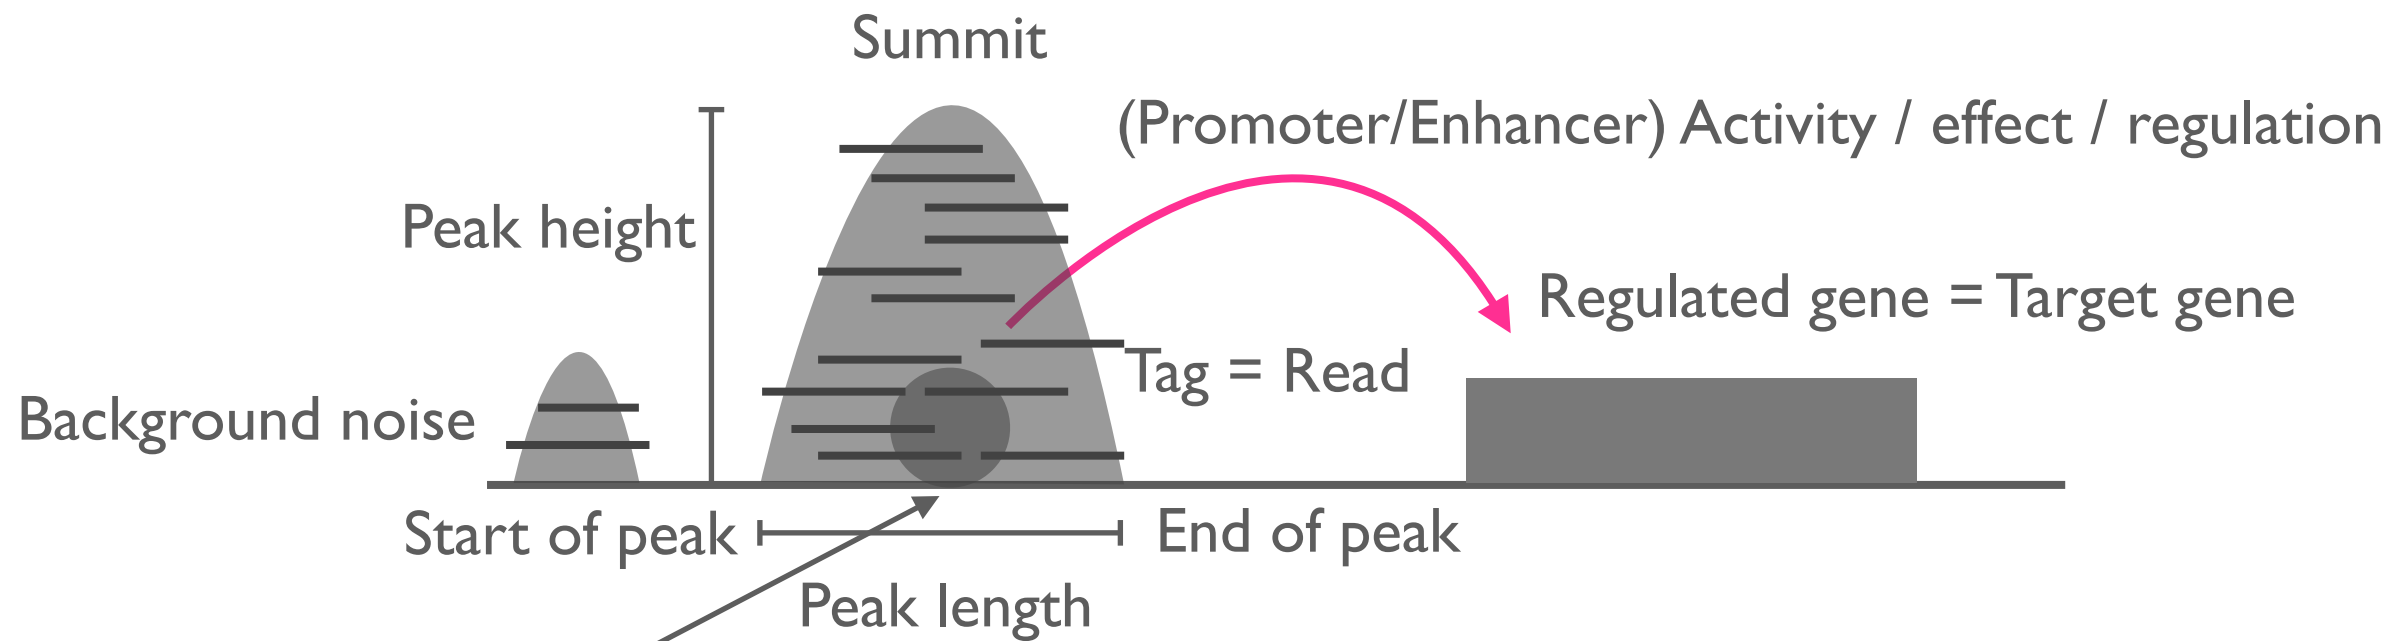 Summit
(Promoter/Enhancer) Activity / effect / regulation
Peak height
Regulated gene = Target gene
Tag = Read
Background noise
Start of peak
End of peak
Peak length